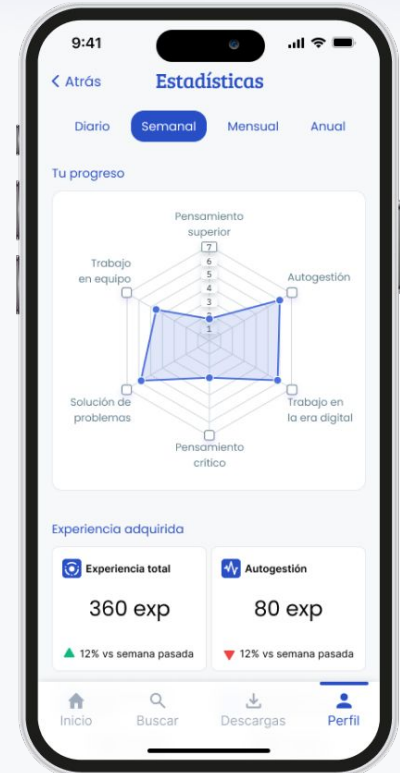 9:41
Atrás
Estadísticas
Diario
Semanal
Mensual
Anual
Tu progreso
Pensamiento
superior
Trabajo
en equipo
Autogestión
7
6
5
4
3
2
1
Solución de
problemas
Trabajo en
la era digital
Pensamiento
crítico
Experiencia adquirida
Experiencia total
360 exp
12% vs semana pasada
Autogestión
80 exp
12% vs semana pasada
Inicio
Buscar
Descargas
Perfil